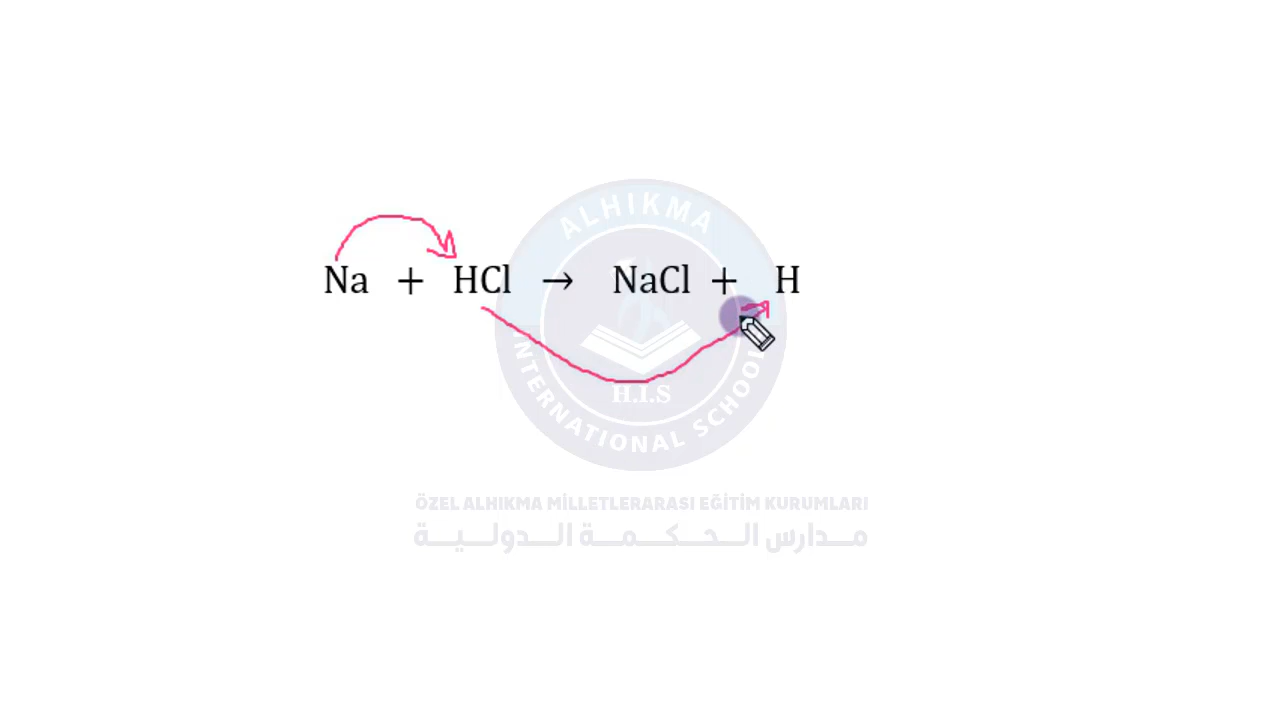 ALHIKMA
Na + HCl → NaCl + H
H.I.S
INTERNATIONAL SCHOOL
ÖZEL ALHIKMA MİLLETLERARASI EĞİTİM KURUMLARI
مدارس الحكمة الدولية